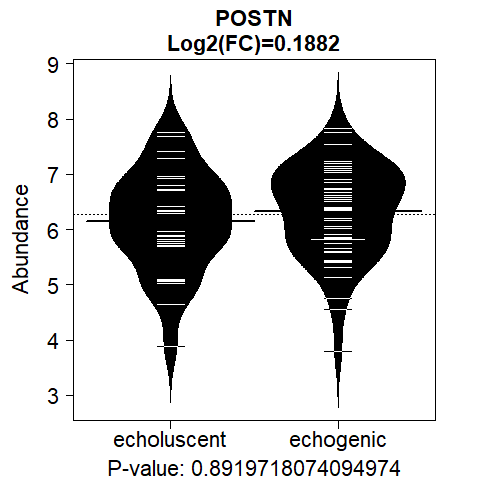 POSTN
Log2(FC)=0.1882
Abundance
9
8
7
6
5
4
3
echoluscent echogenic
P-value: 0.8919718074094974